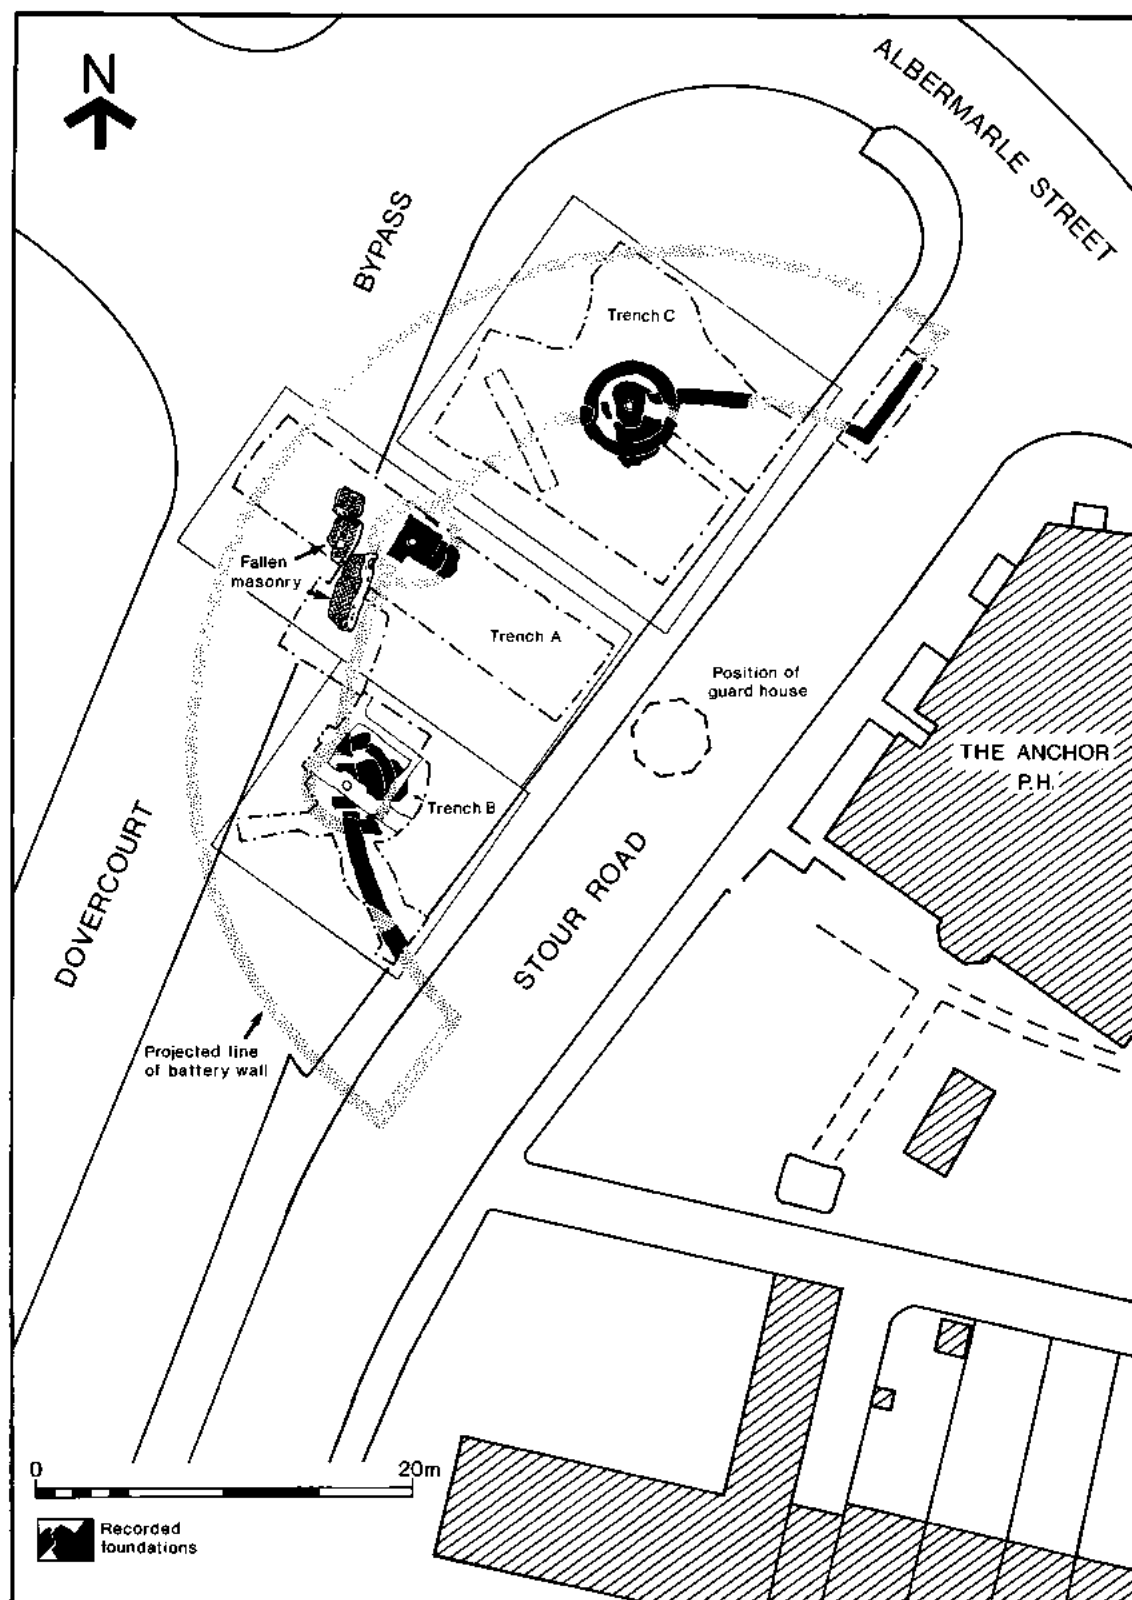 N
ALBERMARLE STREET
BYPASS
Trench C
Fallen
masonry
Trench A
Position of
guard house
THE ANCHOR
P.H.
Trench B
DOVERCOURT
STOUR ROAD
Projected line
of battery wall
0 20m
Recorded
foundations